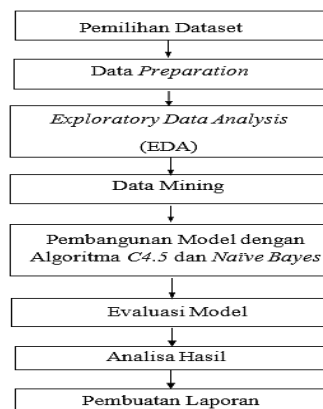 Pemilihan Dataset
Data Preparation
Exploratory Data Analysis
(EDA)
Data Mining
Pembangunan Model dengan
Algoritma C4.5 dan Naïve Bayes
Evaluasi Model
Analisa Hasil
Pembuatan Laporan